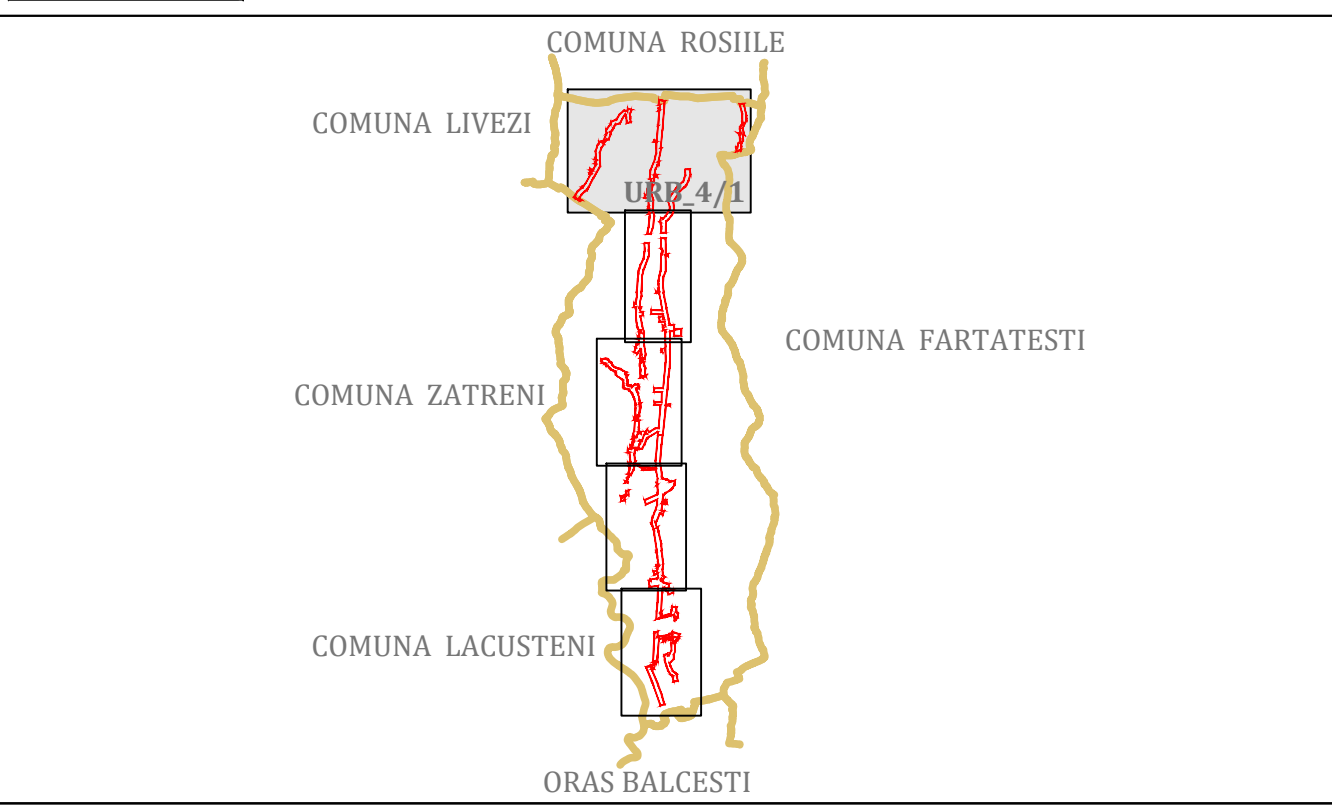 COMUNA ROSIILE
COMUNA LIVEZI
URB_4/1
COMUNA FARTATESTI
COMUNA ZATRENI
COMUNA LACUSTENI
ORAS BALCESTI